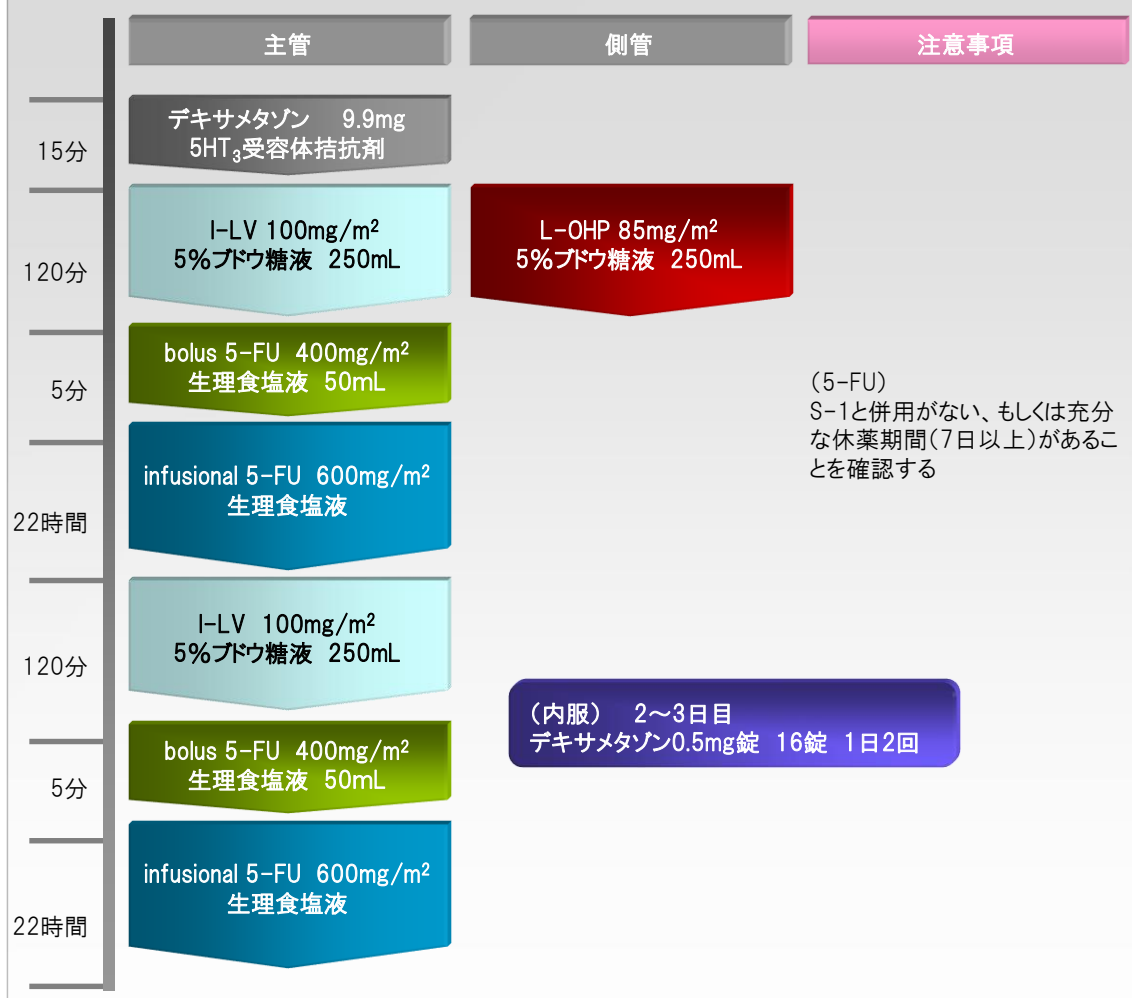 主管
側管
注意事項
15分
デキサメタゾン　9.9mg
5HT₃受容体拮抗剤
120分
l-LV 100mg/m²
5%ブドウ糖液 250mL
L-OHP 85mg/m²
5%ブドウ糖液 250mL
5分
bolus 5-FU 400mg/m²
生理食塩液 50mL
(5-FU)
S-1と併用がない、もしくは充分
な休薬期間(7日以上)があるこ
とを確認する
22時間
infusional 5-FU 600mg/m²
生理食塩液
120分
l-LV 100mg/m²
5%ブドウ糖液 250mL
(内服)　2~3日目
デキサメタゾン0.5mg錠 16錠 1日2回
5分
bolus 5-FU 400mg/m²
生理食塩液 50mL
22時間
infusional 5-FU 600mg/m²
生理食塩液